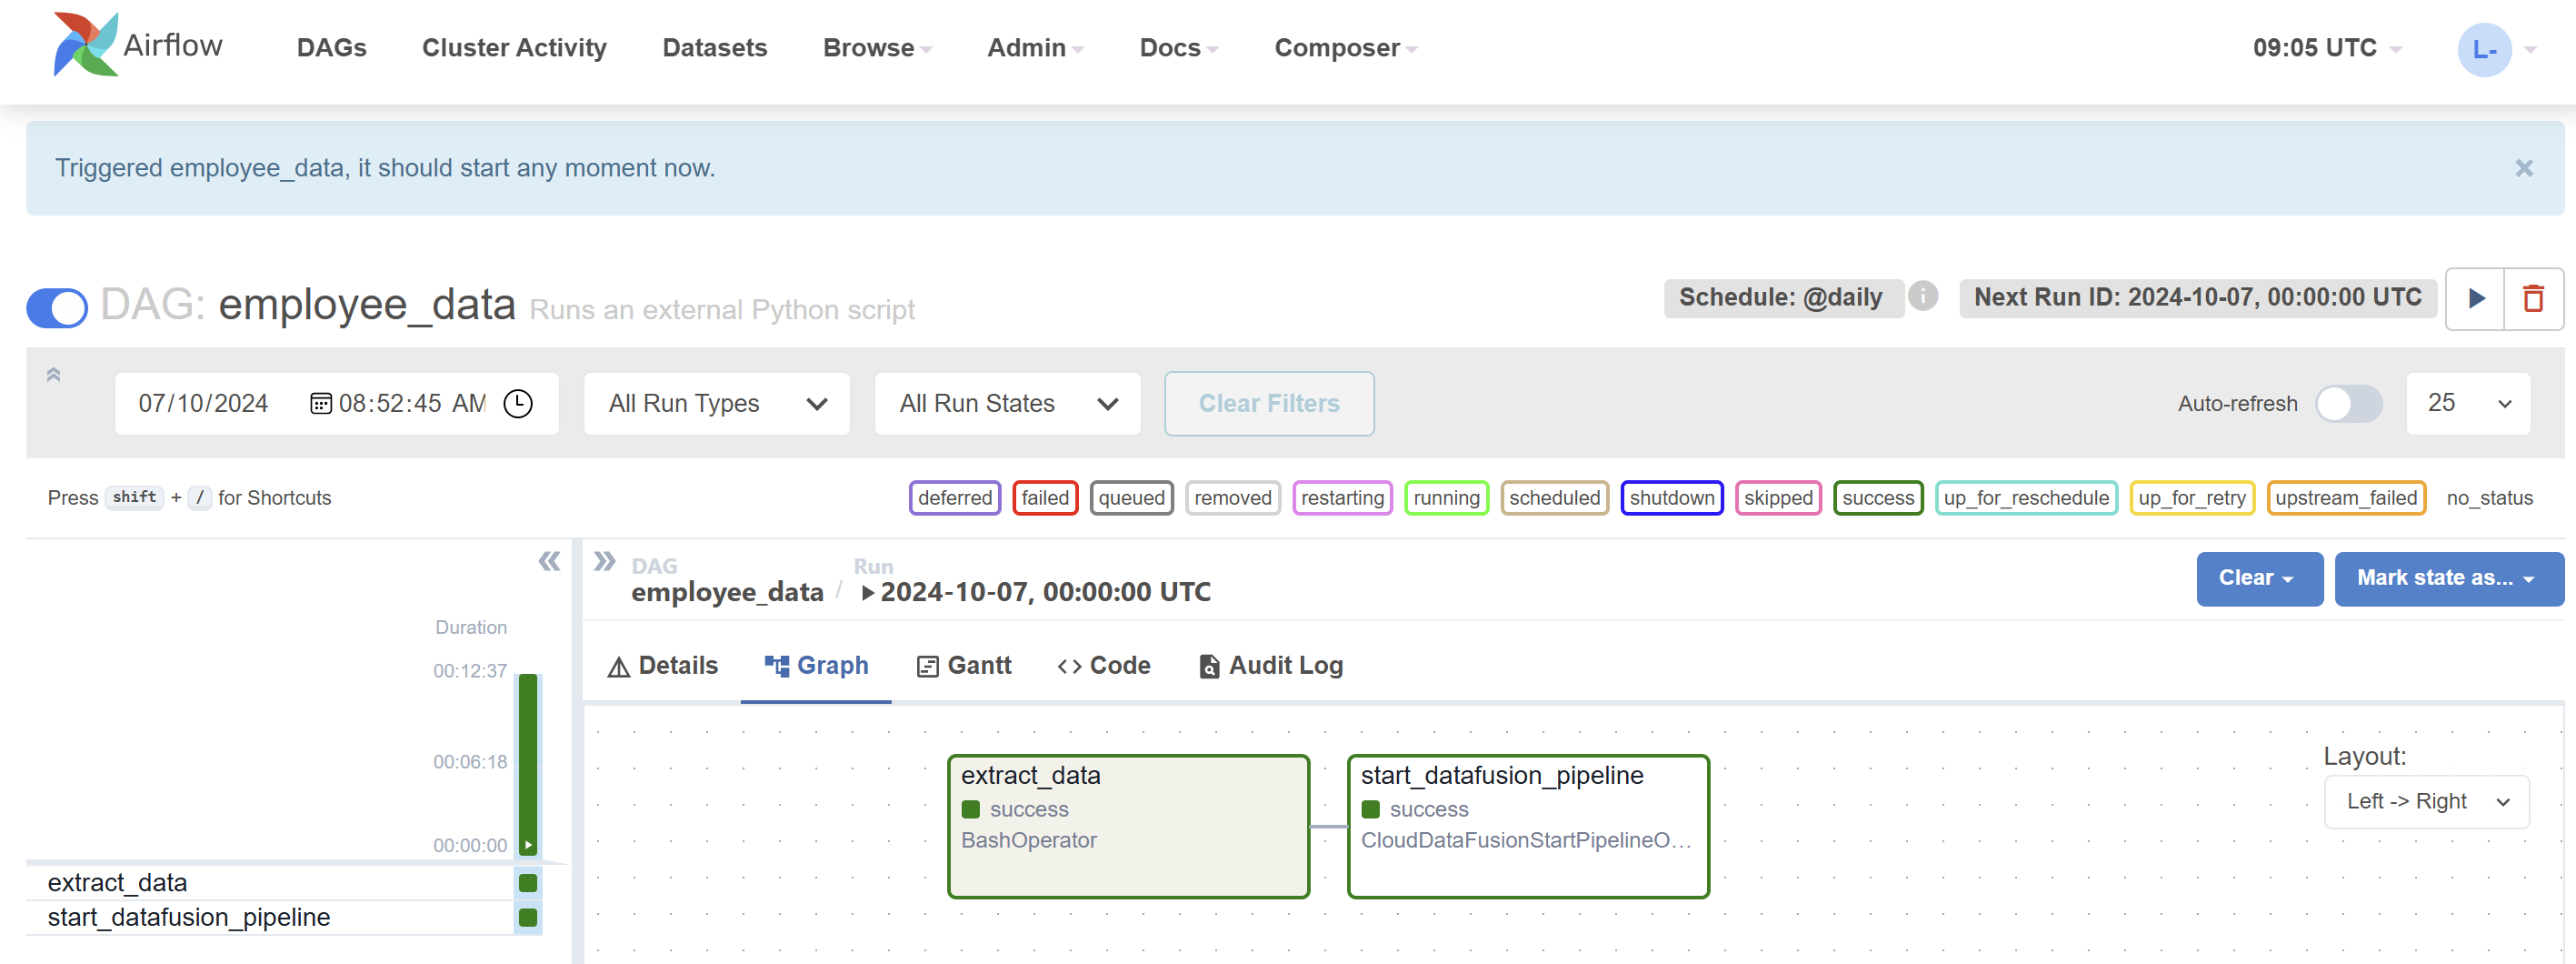 Airflow DAGs Cluster Activity Datasets Browse Admin Docs Composer 09:05 UTC L-
Triggered employee_data, it should start any moment now. ×
DAG: employee_data Runs an external Python script Schedule: @daily i Next Run ID: 2024-10-07, 00:00:00 UTC
07/10/2024 08:52:45 AM All Run Types All Run States Clear Filters Auto-refresh 25
Press shift + / for Shortcuts deferred failed queued removed restarting running scheduled shutdown skipped success up_for_reschedule up_for_retry upstream_failed no_status
DAG Run
employee_data / 2024-10-07, 00:00:00 UTC Clear Mark state as...
Duration
00:12:37
00:06:18
00:00:00
extract_data
start_datafusion_pipeline
Details Graph Gantt Code Audit Log
extract_data
success
BashOperator
start_datafusion_pipeline
success
CloudDataFusionStartPipelineO...
Layout:
Left -> Right